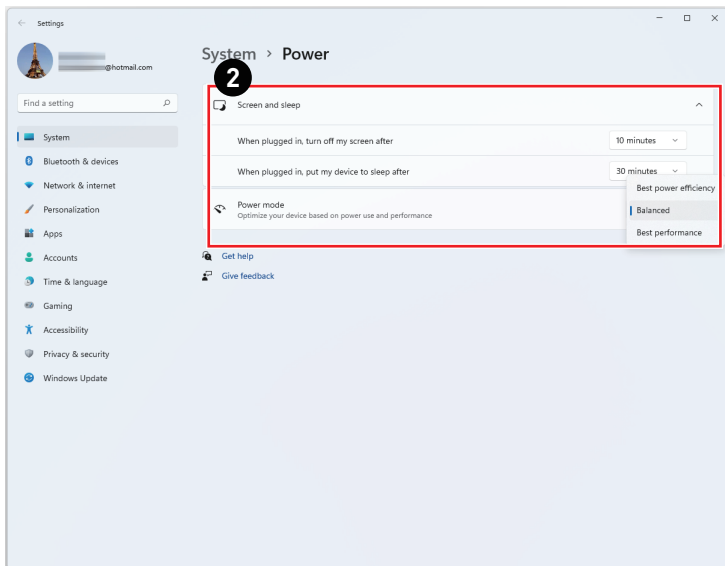 Settings
@hotmail.com
System > Power
2
Find a setting
Screen and sleep
System
When plugged in, turn off my screen after 10 minutes
Bluetooth & devices
When plugged in, put my device to sleep after 30 minutes
Network & internet
Best power efficiency
Personalization
Power mode
Balanced
Optimize your device based on power use and performance
Apps
Best performance
Accounts
Get help
Time & language
Give feedback
Gaming
Accessibility
Privacy & security
Windows Update